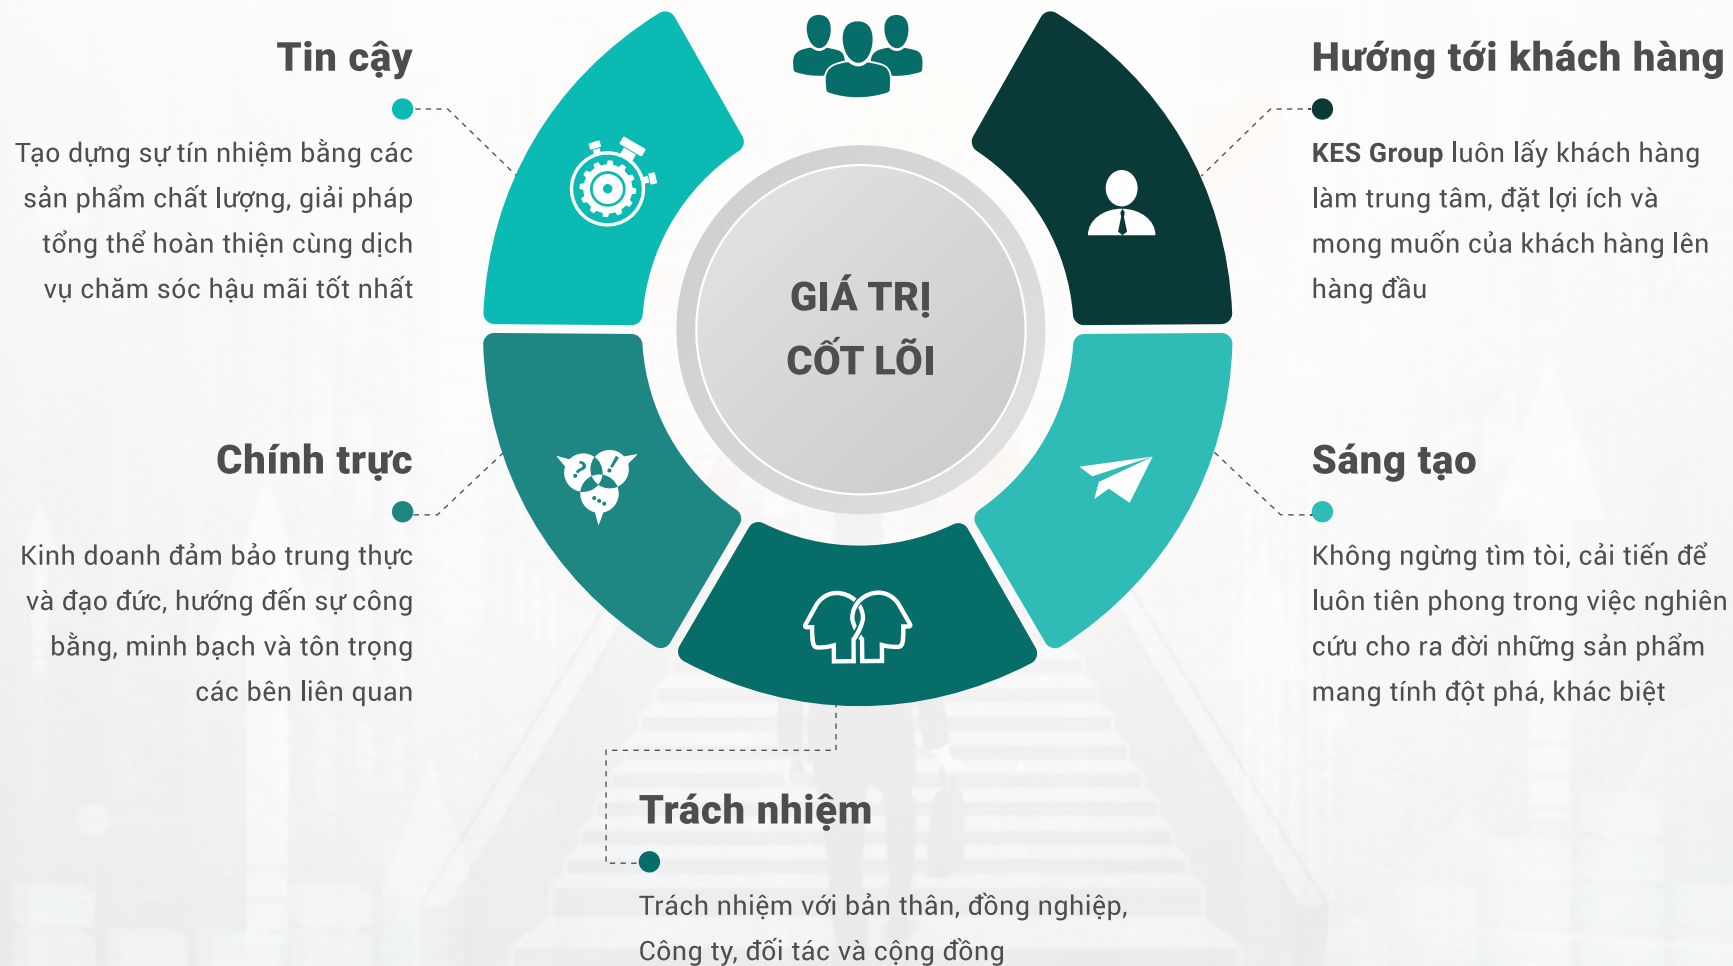 Tin cậy
Tạo dựng sự tín nhiệm bằng các
sản phẩm chất lượng, giải pháp
tổng thể hoàn thiện cùng dịch
vụ chăm sóc hậu mãi tốt nhất
Hướng tới khách hàng
KES Group luôn lấy khách hàng
làm trung tâm, đặt lợi ích và
mong muốn của khách hàng lên
hàng đầu
GIÁ TRỊ
CỐT LÕI
Chính trực
Kinh doanh đảm bảo trung thực
và đạo đức, hướng đến sự công
bằng, minh bạch và tôn trọng
các bên liên quan
Sáng tạo
Không ngừng tìm tòi, cải tiến để
luôn tiên phong trong việc nghiên
cứu cho ra đời những sản phẩm
mang tính đột phá, khác biệt
Trách nhiệm
Trách nhiệm với bản thân, đồng nghiệp,
Công ty, đối tác và cộng đồng